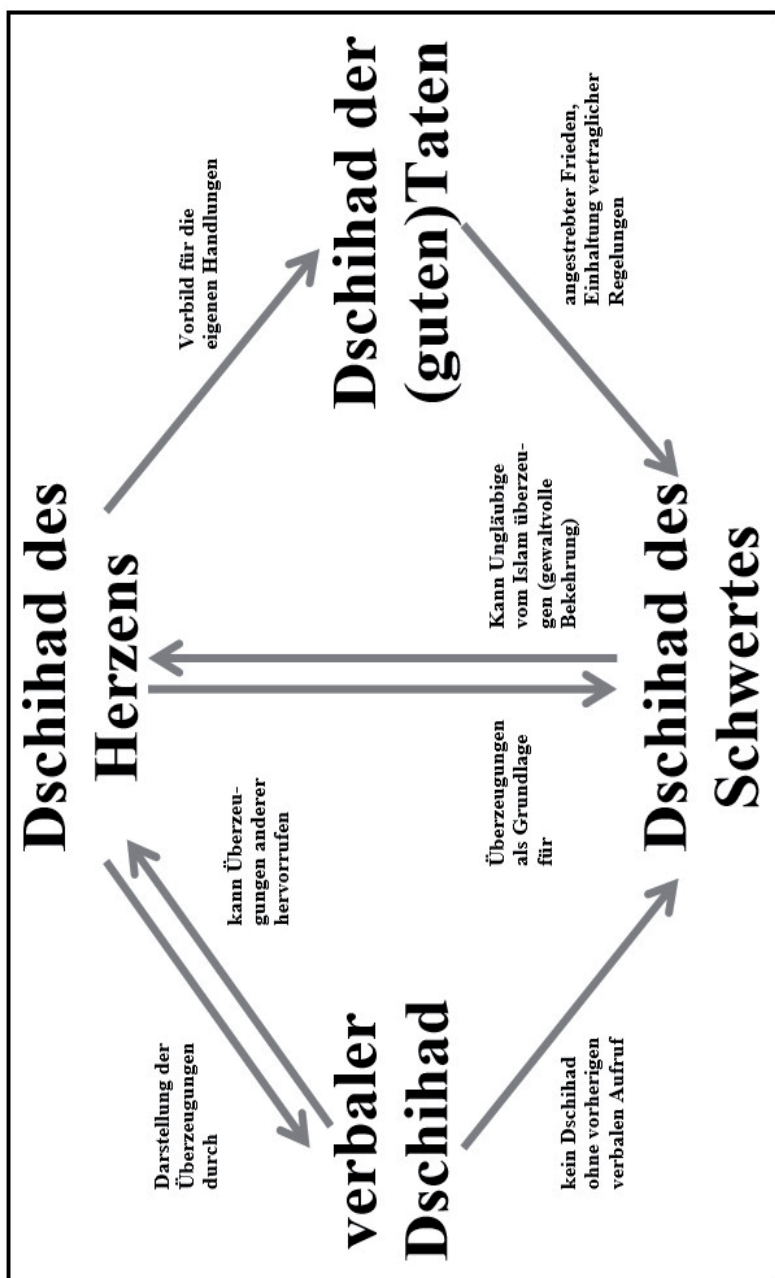 Dschihad des
Herzens
Darstellung der
Überzeugungen
durch
kann Überzeu-
gungen anderer
hervorrufen
Vorbild für die
eigenen Handlungen
verbaler
Dschihad
Dschihad der
(guten)Taten
Überzeugungen
als Grundlage
für
Kann Ungläubige
vom Islam überzeu-
gen (gewaltvolle
Bekehrung)
kein Dschihad
ohne vorherigen
verbalen Aufruf
angestrebter Frieden,
Einhaltung vertraglicher
Regelungen
Dschihad des
Schwertes